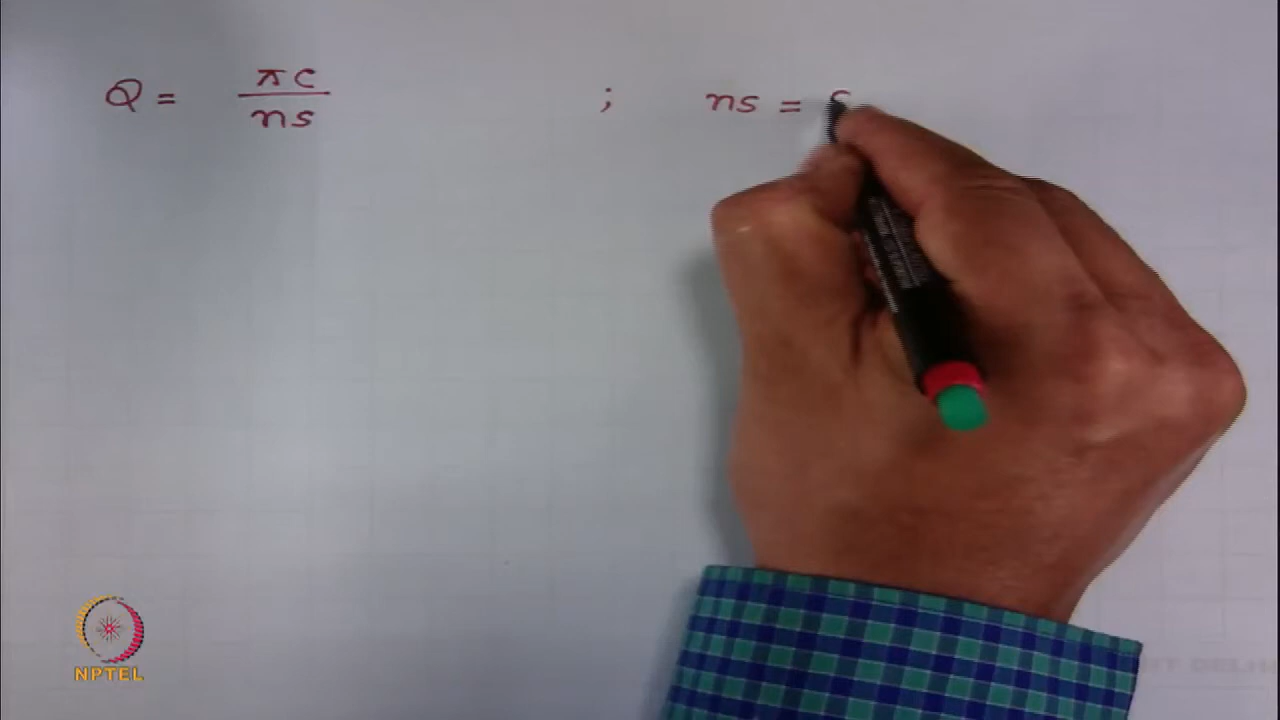 Q = πc / ns ; ns =
NPTEL